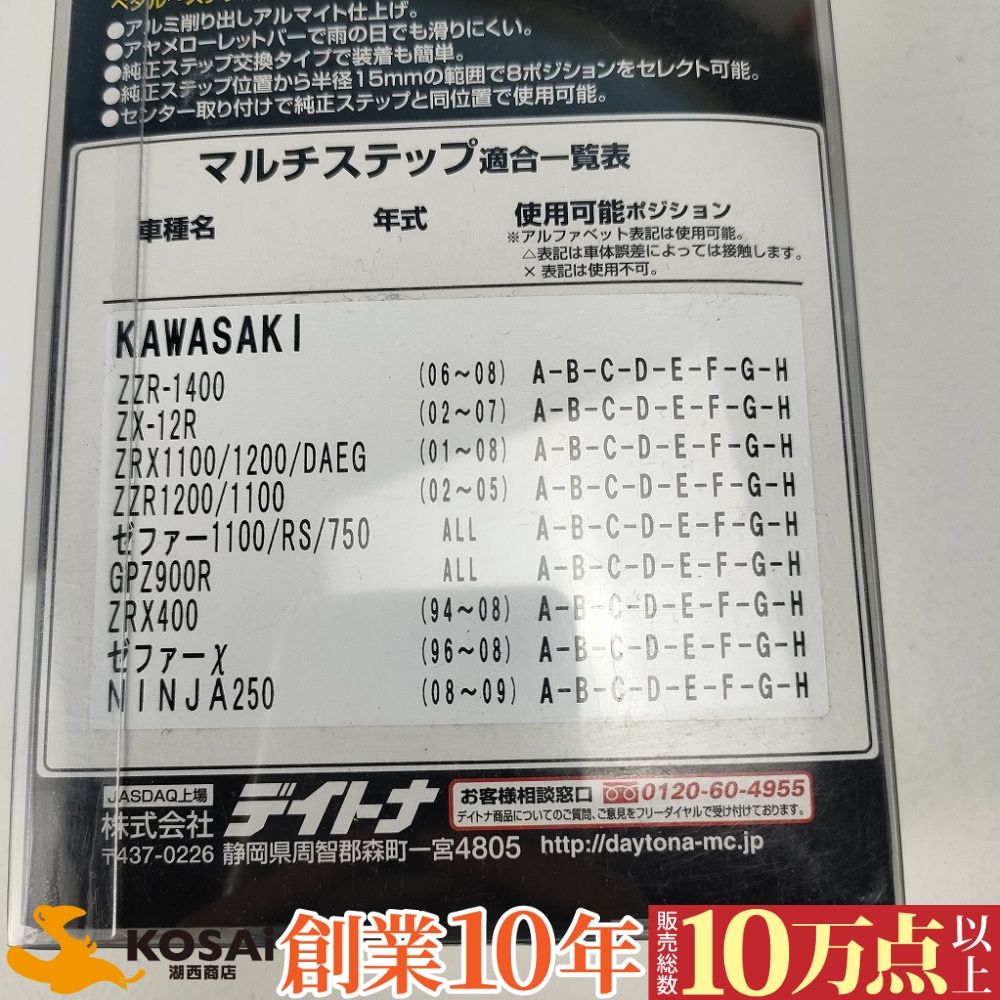 ●アルミ削り出しアルマイト仕上げ。
●アヤメローレットバーで雨の日でも滑りにくい。
●純正ステップ交換タイプで装着も簡単。
●純正ステップ位置から半径15mmの範囲で8ポジションをセレクト可能。
●センター取り付けで純正ステップと同位置で使用可能。
マルチステップ適合一覧表
車種名 年式 使用可能ポジション
※アルファベット表記は使用可能。
△表記は車体誤差によっては接触します。
× 表記は使用不可。
KAWASAKI
ZZR-1400 (06～08) A-B-C-D-E-F-G-H
ZX-12R (02～07) A-B-C-D-E-F-G-H
ZRX1100/1200/DAEG (01～08) A-B-C-D-E-F-G-H
ZZR1200/1100 (02～05) A-B-C-D-E-F-G-H
ゼファー1100/RS/750 ALL A-B-C-D-E-F-G-H
GPZ900R ALL A-B-C-D-E-F-G-H
ZRX400 (94～08) A-B-C-D-E-F-G-H
ゼファーχ (96～08) A-B-C-D-E-F-G-H
NINJA250 (08～09) A-B-C-D-E-F-G-H
JASDAQ上場
株式会社 デイトナ
お客様相談窓口 0120-60-4955
デイトナ商品についてのご質問、ご意見をフリーダイヤルで受け付けております。
〒437-0226 静岡県周智郡森町一宮4805 http://daytona-mc.jp
KOSAi
湖西商店
創業10年
販売総数
10万点以上